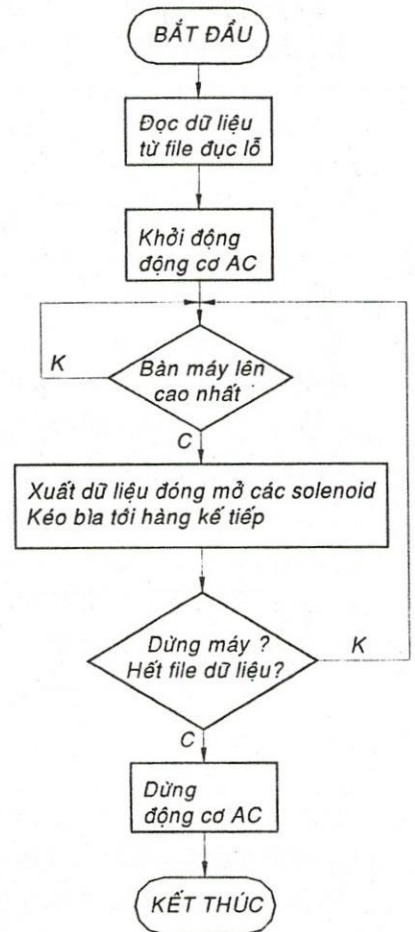 BẮT ĐẦU
Đọc dữ liệu
từ file đục lỗ
Khởi động
động cơ AC
K
Bàn máy lên
cao nhất
C
Xuất dữ liệu đóng mở các solenoid
Kéo bìa tới hàng kế tiếp
Dừng máy ?
Hết file dữ liệu?
K
C
Dừng
động cơ AC
KẾT THÚC